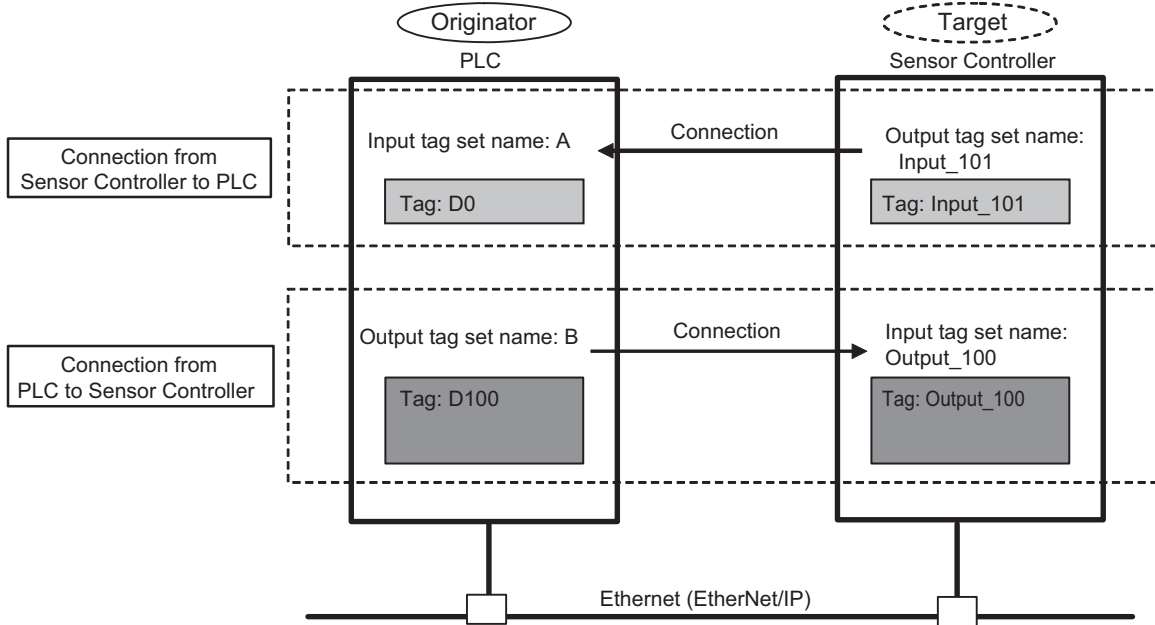 Originator
Target
PLC
Sensor Controller
Connection from
Sensor Controller to PLC
Input tag set name: A
Connection
Output tag set name:
Input_101
Tag: D0
Tag: Input_101
Connection from
PLC to Sensor Controller
Output tag set name: B
Connection
Input tag set name:
Output_100
Tag: D100
Tag: Output_100
Ethernet (EtherNet/IP)